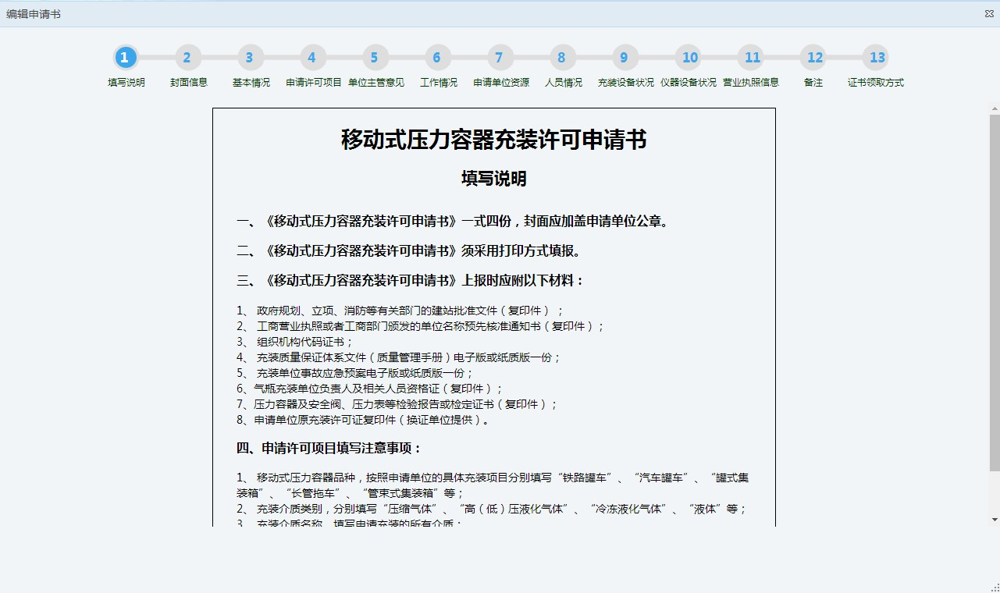 编辑申请书
1 2 3 4 5 6 7 8 9 10 11 12 13
填写说明 封面信息 基本情况 申请许可项目 单位主管意见 工作情况 申请单位资源 人员情况 充装设备状况 仪器设备状况 营业执照信息 备注 证书领取方式
移动式压力容器充装许可申请书
填写说明
一、《移动式压力容器充装许可申请书》一式四份，封面应加盖申请单位公章。
二、《移动式压力容器充装许可申请书》须采用打印方式填报。
三、《移动式压力容器充装许可申请书》上报时应附以下材料：
1、 政府规划、立项、消防等有关部门的建站批准文件（复印件） ；
2、 工商营业执照或者工商部门颁发的单位名称预先核准通知书（复印件）；
3、 组织机构代码证书；
4、 充装质量保证体系文件（质量管理手册）电子版或纸质版一份；
5、 充装单位事故应急预案电子版或纸质版一份；
6、气瓶充装单位负责人及相关人员资格证（复印件）；
7、压力容器及安全阀、压力表等检验报告或检定证书（复印件）；
8、申请单位原充装许可证复印件（换证单位提供）。
四、申请许可项目填写注意事项：
1、 移动式压力容器品种，按照申请单位的具体充装项目分别填写“铁路罐车”、“汽车罐车”、“罐式集
装箱”、“长管拖车”、“管束式集装箱”等；
2、 充装介质类别，分别填写“压缩气体”、“高（低）压液化气体”、“冷冻液化气体”、“液体”等；
3、 充装介质名称，填写申请充装的所有介质；